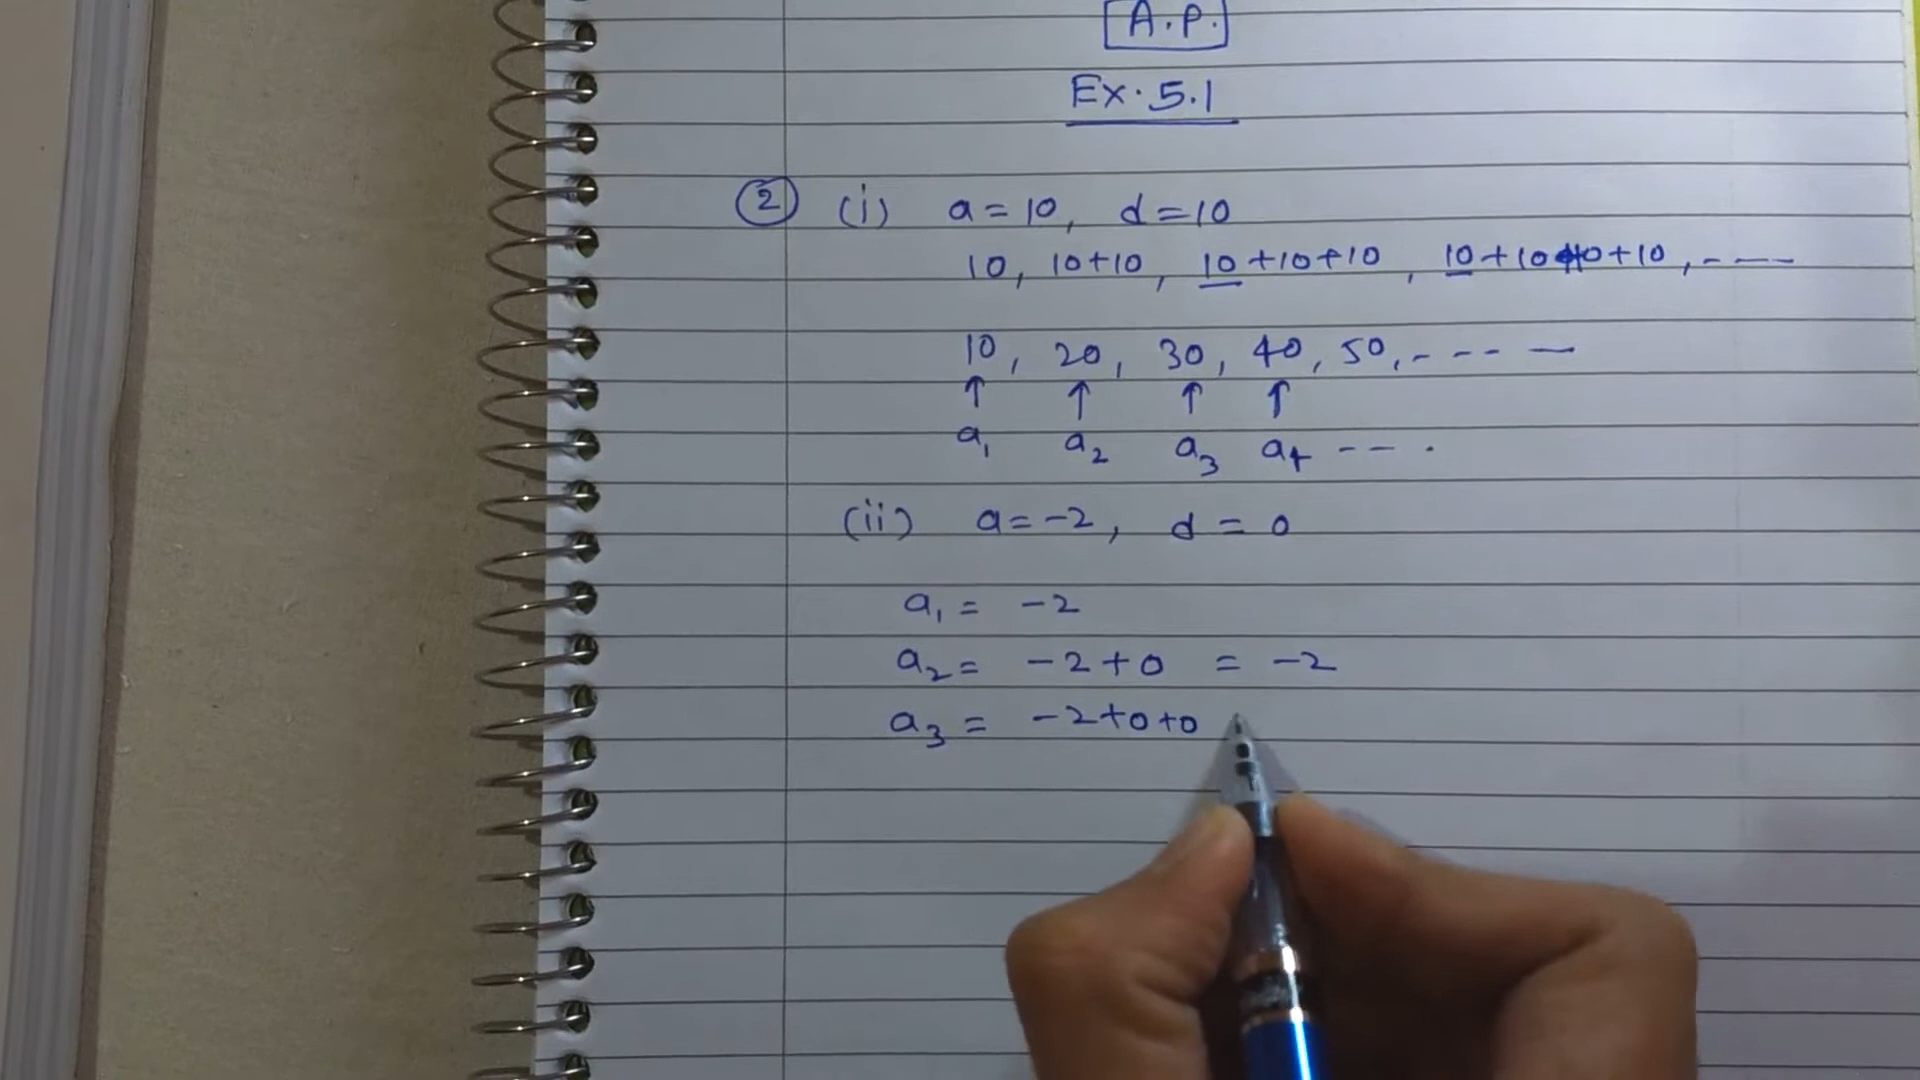 A.P.
Ex. 5.1
② (i) a = 10, d = 10
10, 10+10, 10+10+10, 10+10+10+10, - ---
10, 20, 30, 40, 50, - - - —
↑ ↑ ↑ ↑
a₁ a₂ a₃ a₄ - - .
(ii) a = -2, d = 0
a₁ = -2
a₂ = -2+0 = -2
a₃ = -2+0+0